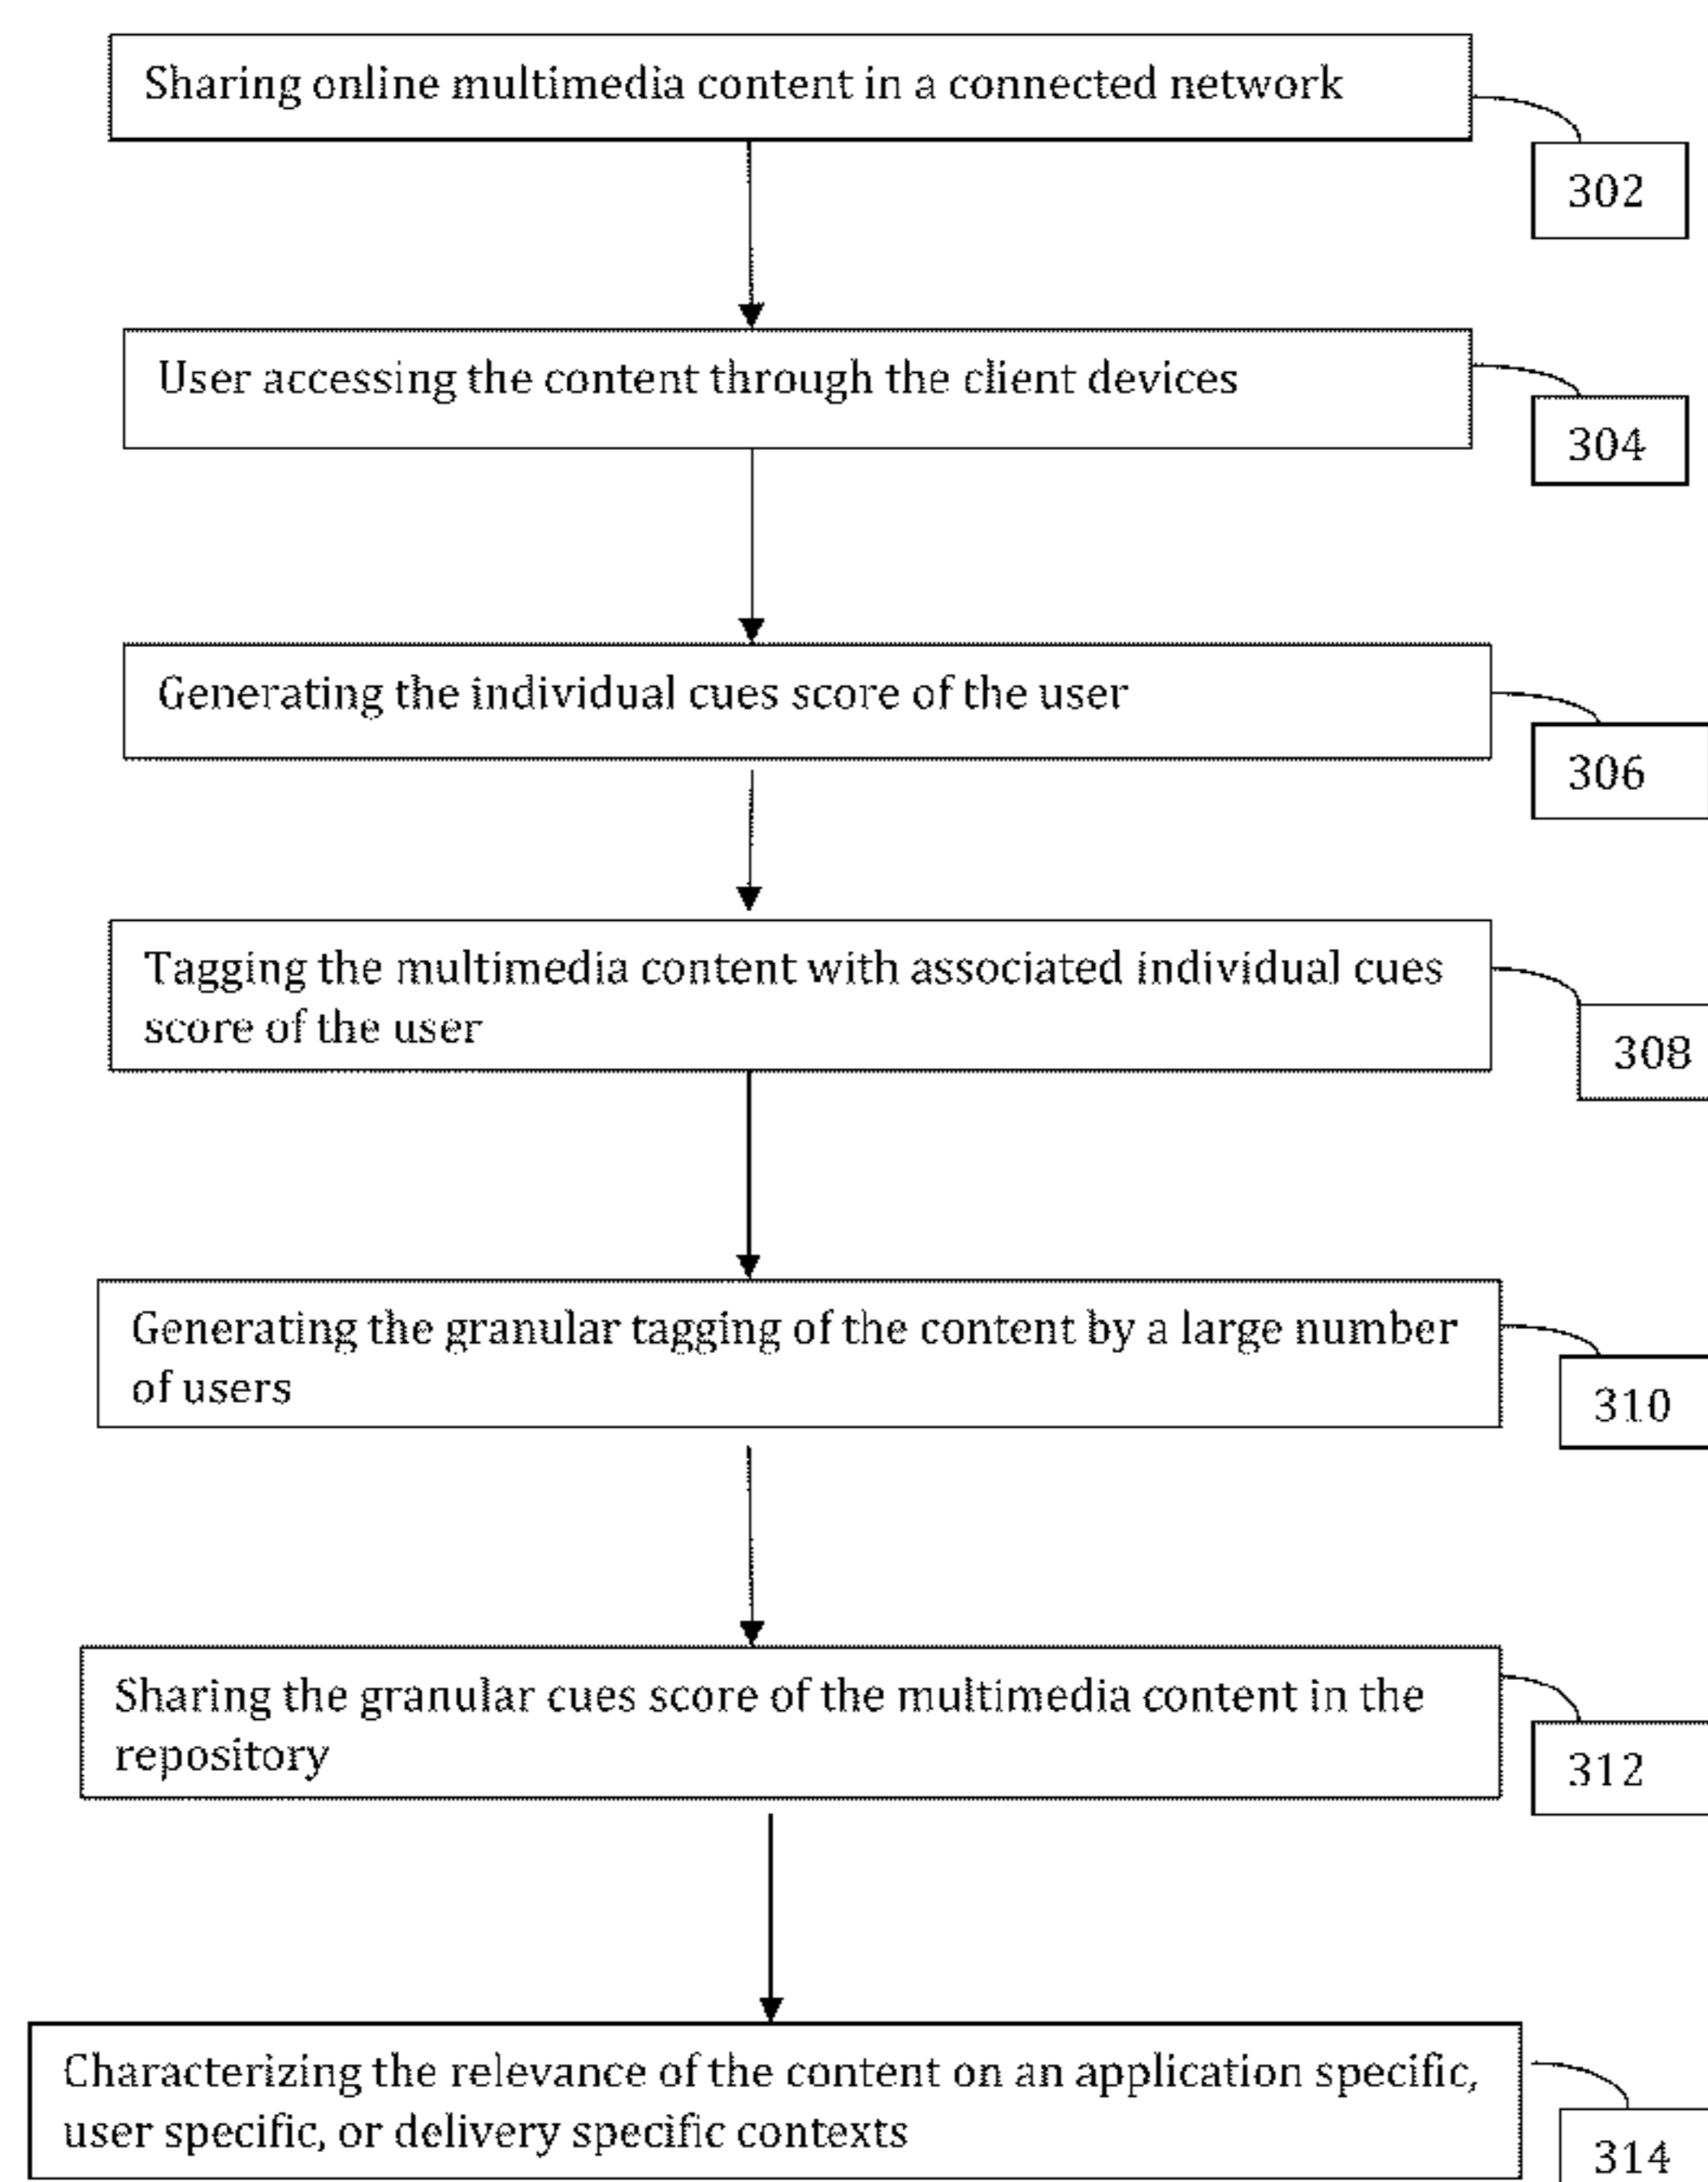 Sharing online multimedia content in a connected network
302
User accessing the content through the client devices
304
Generating the individual cues score of the user
306
Tagging the multimedia content with associated individual cues
score of the user
308
Generating the granular tagging of the content by a large number
of users
310
Sharing the granular cues score of the multimedia content in the
repository
312
Characterizing the relevance of the content on an application specific,
user specific, or delivery specific contexts
314